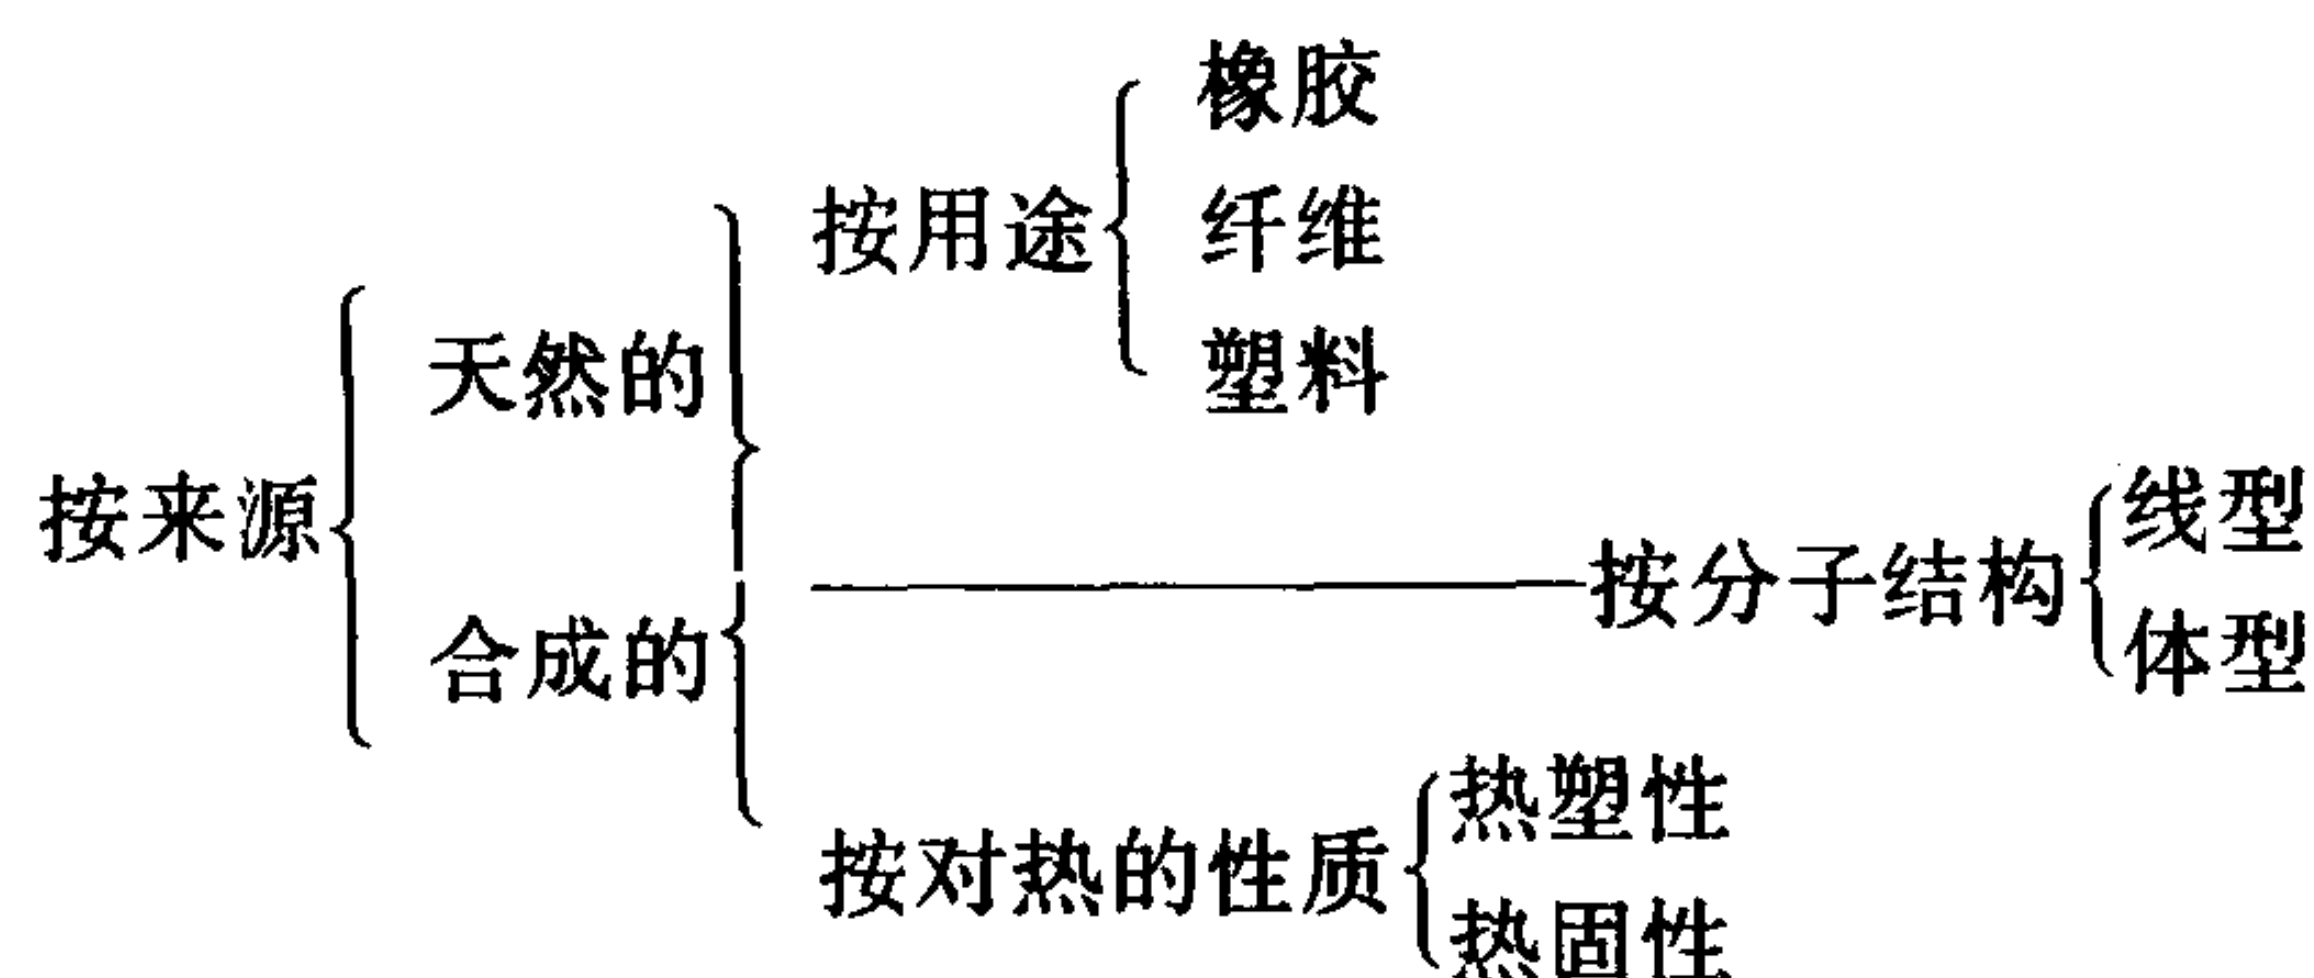 橡胶
按用途
纤维
天然的
塑料
按来源
线型
合成的
按分子结构
体型
热塑性
按对热的性质
热固性